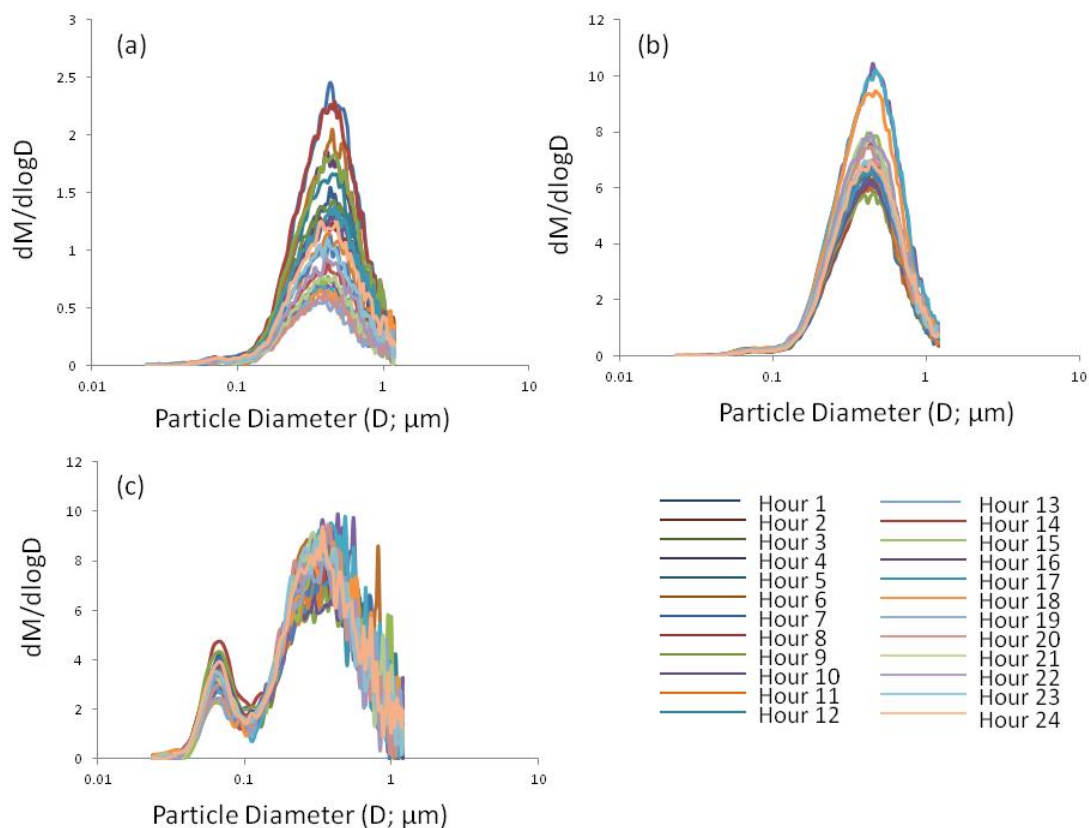 (a)
3
2.5
2
1.5
1
0.5
0
dM/dlogD
0.01 0.1 1 10
Particle Diameter (D; μm)
(b)
12
10
8
6
4
2
0
dM/dlogD
0.01 0.1 1 10
Particle Diameter (D; μm)
(c)
12
10
8
6
4
2
0
dM/dlogD
0.01 0.1 1 10
Particle Diameter (D; μm)
Hour 1
Hour 2
Hour 3
Hour 4
Hour 5
Hour 6
Hour 7
Hour 8
Hour 9
Hour 10
Hour 11
Hour 12
Hour 13
Hour 14
Hour 15
Hour 16
Hour 17
Hour 18
Hour 19
Hour 20
Hour 21
Hour 22
Hour 23
Hour 24